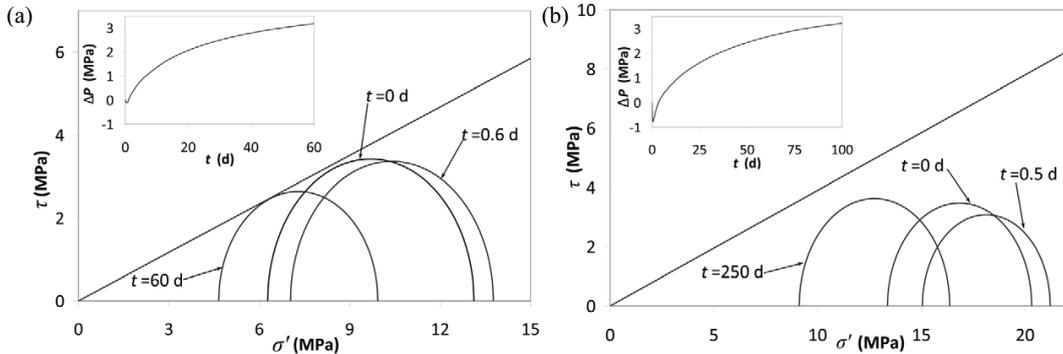 (a)
ΔP (MPa)
3
2
1
0
-1
0 20 40 60
t (d)
τ (MPa)
6
4
2
0
t =0 d
t =0.6 d
t =60 d
0 3 6 9 12 15
σ' (MPa)
(b)
ΔP (MPa)
3
2
1
0
-1
0 25 50 75 100
t (d)
τ (MPa)
10
8
6
4
2
0
t =0 d
t =0.5 d
t =250 d
0 5 10 15 20
σ' (MPa)